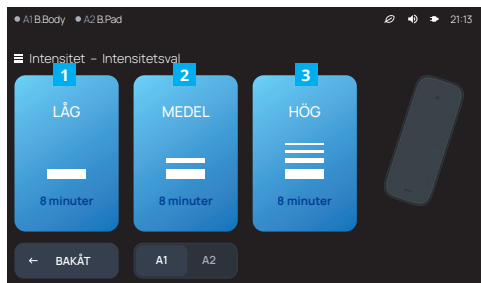 A1 B.Body A2 B.Pad 21:13
Intensitet – Intensitetsval
1 2 3
LÅG MEDEL HÖG
8 minuter 8 minuter 8 minuter
← BAKÅT A1 A2